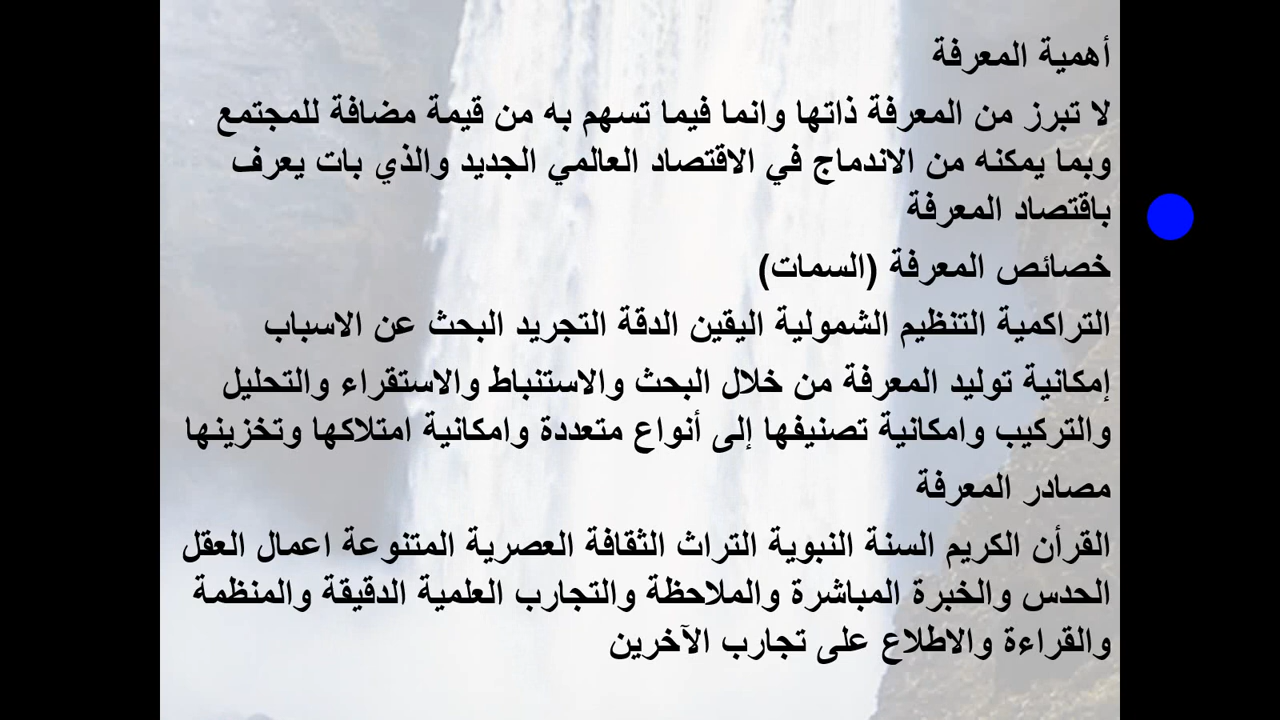 أهمية المعرفة
لا تبرز من المعرفة ذاتها وانما فيما تسهم به من قيمة مضافة للمجتمع
وبما يمكنه من الاندماج في الاقتصاد العالمي الجديد والذي بات يعرف
باقتصاد المعرفة
خصائص المعرفة (السمات)
التراكمية التنظيم الشمولية اليقين الدقة التجريد البحث عن الاسباب
إمكانية توليد المعرفة من خلال البحث والاستنباط والاستقراء والتحليل
والتركيب وامكانية تصنيفها إلى أنواع متعددة وامكانية امتلاكها وتخزينها
مصادر المعرفة
القرأن الكريم السنة النبوية التراث الثقافة العصرية المتنوعة اعمال العقل
الحدس والخبرة المباشرة والملاحظة والتجارب العلمية الدقيقة والمنظمة
والقراءة والاطلاع على تجارب الآخرين